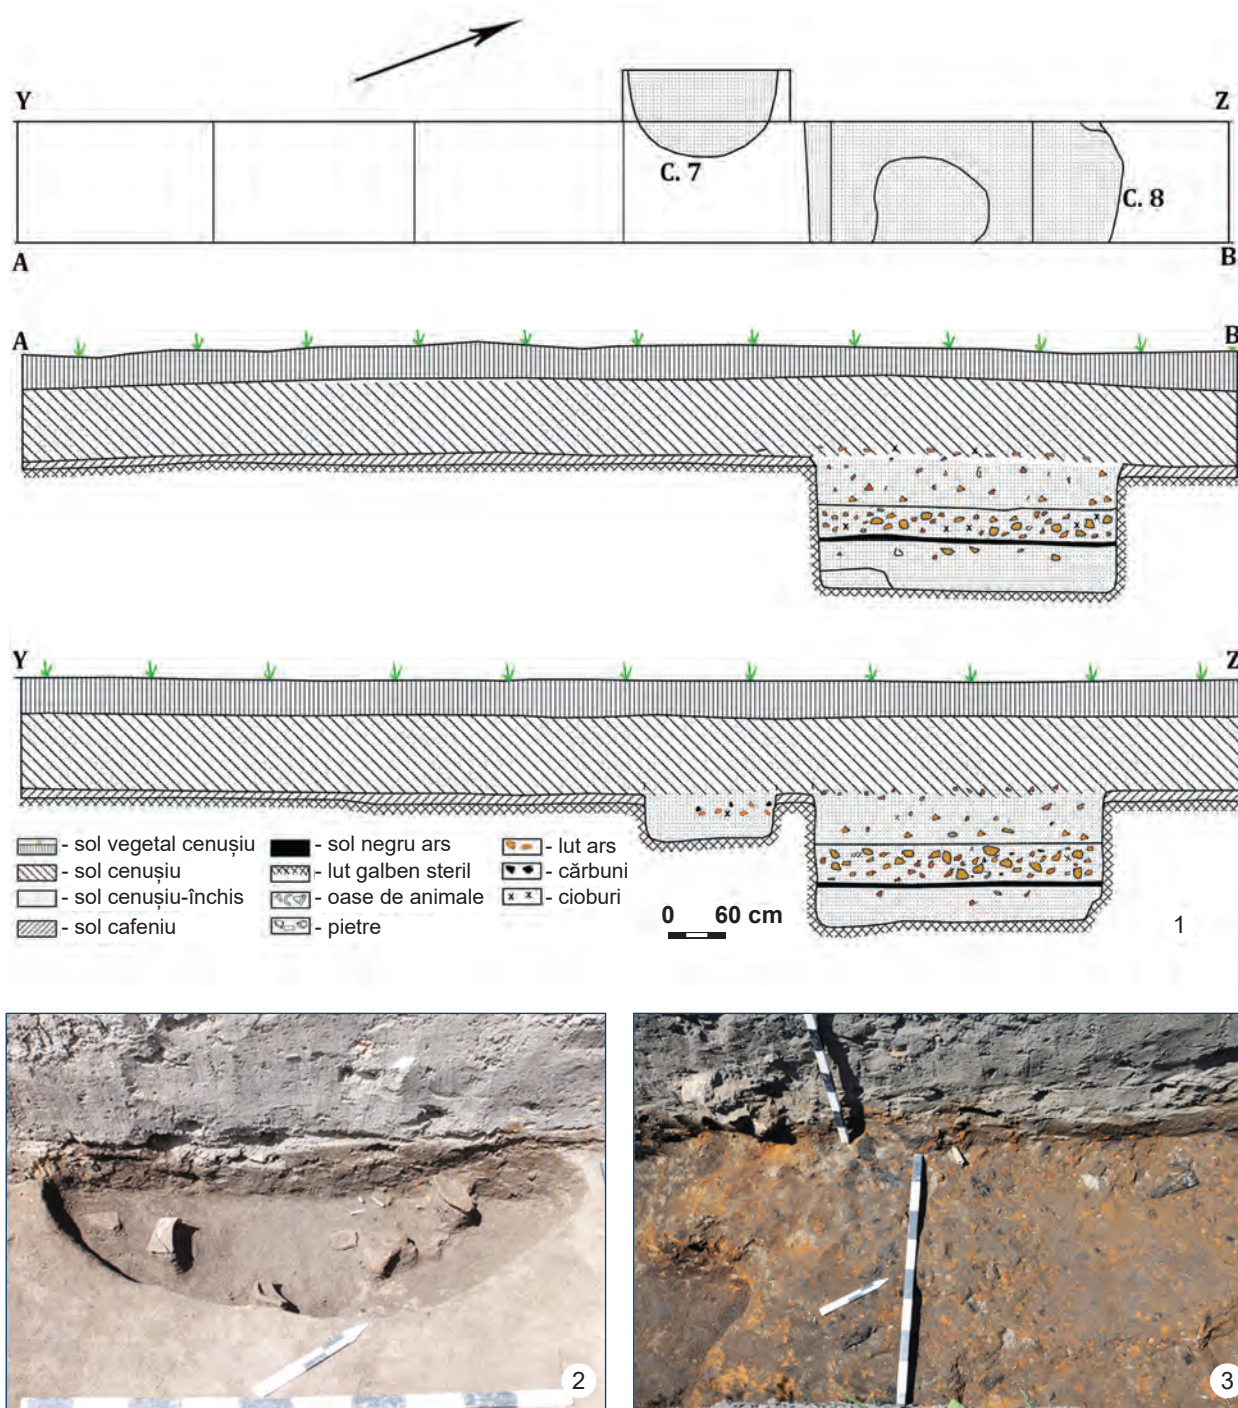 Y Z
C. 7
C. 8
A B
A B
Y Z
- sol vegetal cenușiu
- sol cenușiu
- sol cenușiu-închis
- sol cafeniu
- sol negru ars
- lut galben steril
- oase de animale
- pietre
- lut ars
- cărbuni
- cioburi
0 60 cm
1
2
3